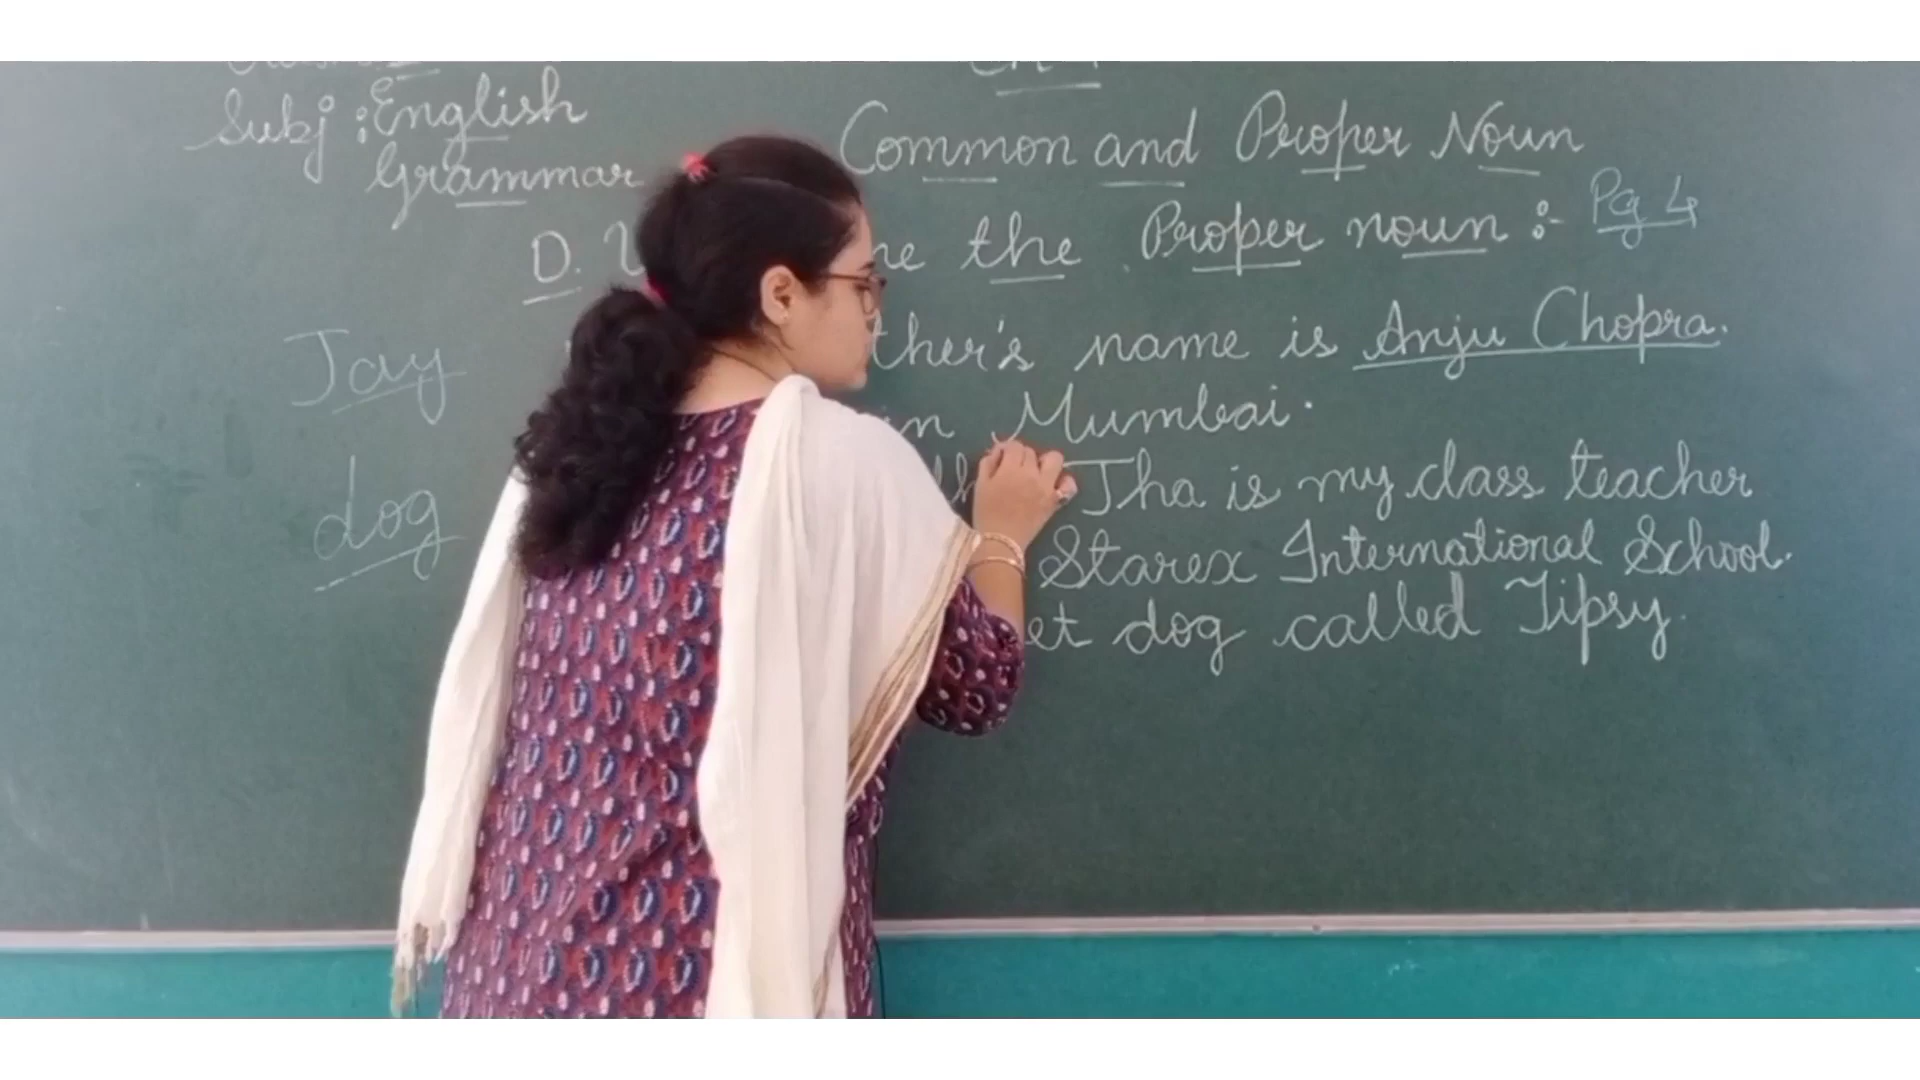 Subj : English
Grammar
Common and Proper Noun
D. the Proper noun :- Pg 4
Jay
name is Anju Chopra.
in Mumbai.
dog
Jha is my class teacher
Starex International School.
dog called Tipsy.